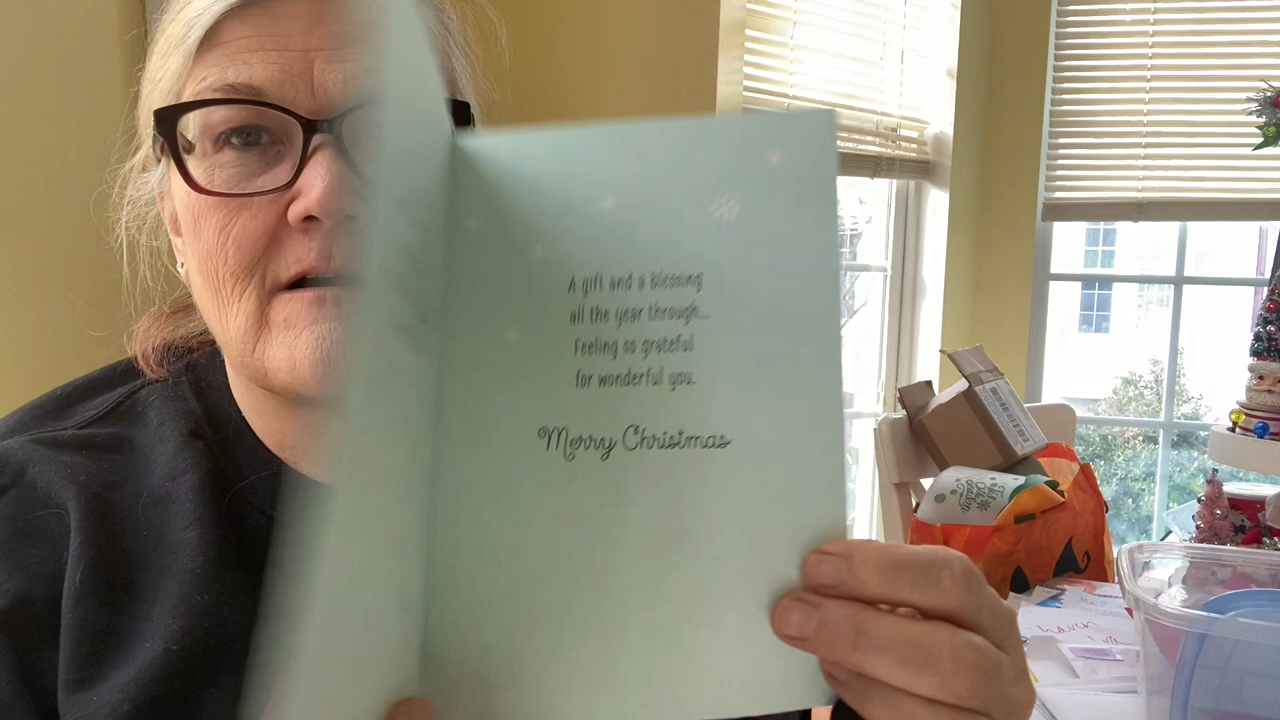 A gift and a blessing
all the year through...
Feeling so grateful
for wonderful you.
Merry Christmas